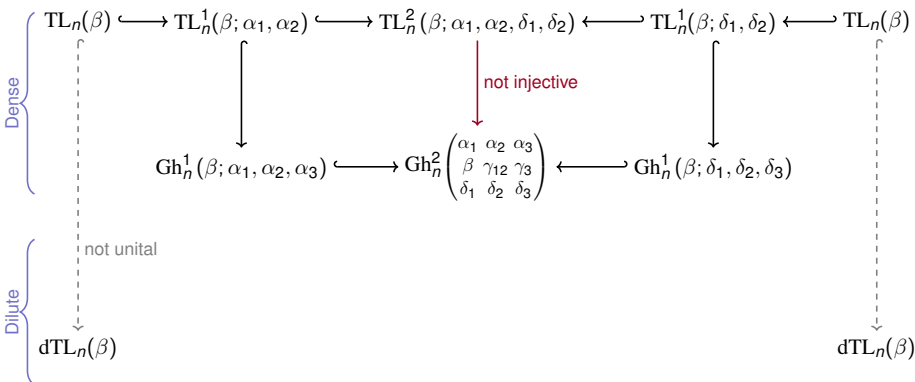 TLₙ(β) TL¹ₙ(β; α₁, α₂) TL²ₙ(β; α₁, α₂, δ₁, δ₂) TL¹ₙ(β; δ₁, δ₂) TLₙ(β)
Dense
not injective
α₁ α₂ α₃
Gh¹ₙ(β; α₁, α₂, α₃) Gh²ₙ( β γ₁₂ γ₃ ) Gh¹ₙ(β; δ₁, δ₂, δ₃)
δ₁ δ₂ δ₃
not unital
Dilute
dTLₙ(β) dTLₙ(β)